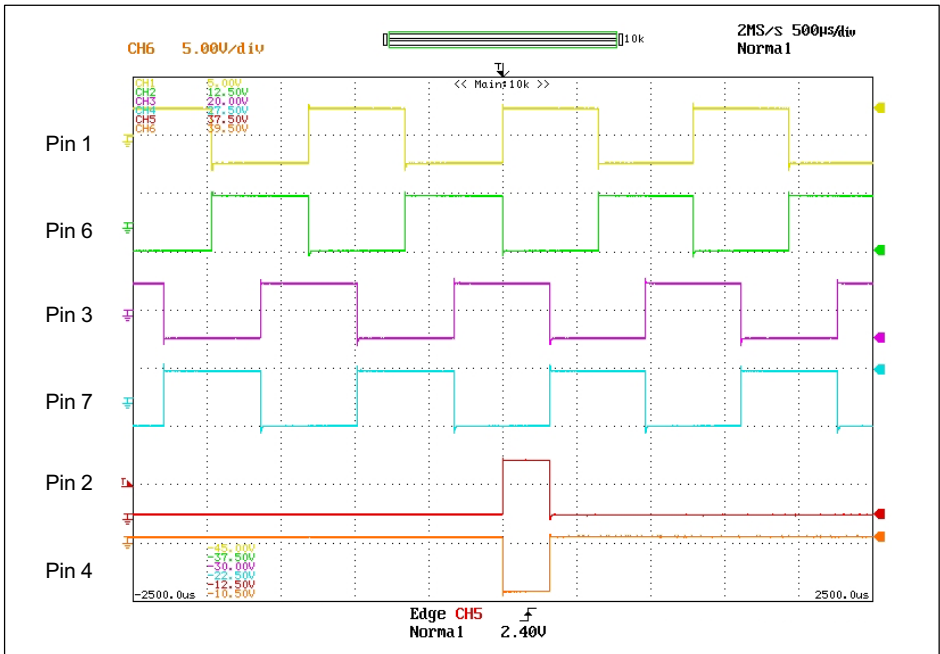 CH6 5.00V/div
10k
2MS/s 500µs/div
Normal
T
<< Main:10k >>
CH1 5.00V
CH2 12.50V
CH3 20.00V
CH4 27.50V
CH5 37.50V
CH6 39.50V
Pin 1
Pin 6
Pin 3
Pin 7
Pin 2
Pin 4
-45.00V
-37.50V
-30.00V
-22.50V
-12.50V
-10.50V
-2500.0us
2500.0us
Edge CH5
Normal 2.40V